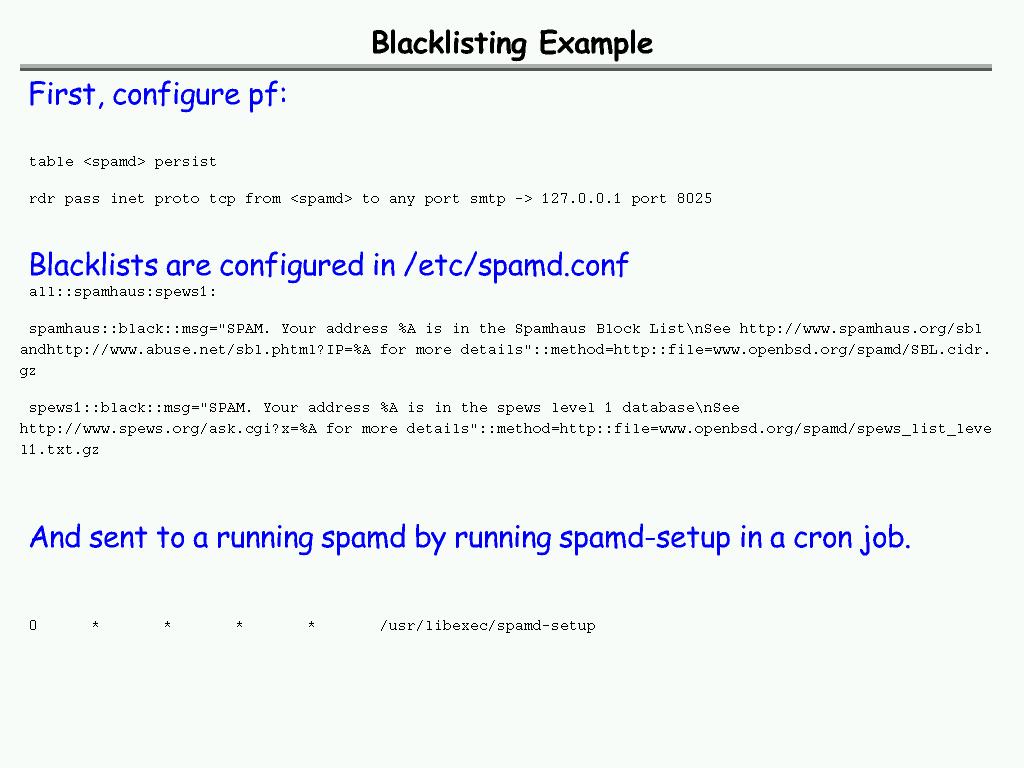 Blacklisting Example
First, configure pf:
table <spamd> persist
rdr pass inet proto tcp from <spamd> to any port smtp -> 127.0.0.1 port 8025
Blacklists are configured in /etc/spamd.conf
all::spamhaus:spews1:
spamhaus::black::msg="SPAM. Your address %A is in the Spamhaus Block List\nSee http://www.spamhaus.org/sbl
andhttp://www.abuse.net/sbl.phtml?IP=%A for more details"::method=http::file=www.openbsd.org/spamd/SBL.cidr.
gz
spews1::black::msg="SPAM. Your address %A is in the spews level 1 database\nSee
http://www.spews.org/ask.cgi?x=%A for more details"::method=http::file=www.openbsd.org/spamd/spews_list_leve
l1.txt.gz
And sent to a running spamd by running spamd-setup in a cron job.
0 * * * * /usr/libexec/spamd-setup